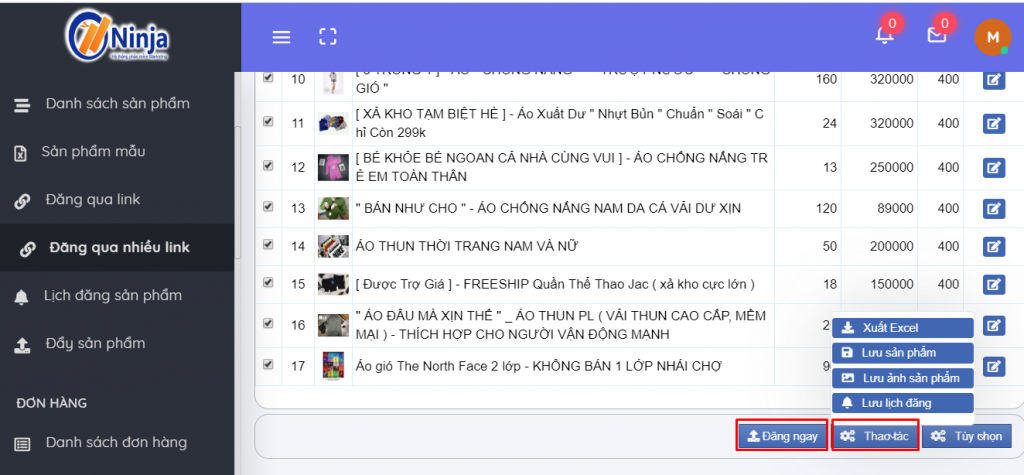 Ninja
Hệ thống phần mềm Marketing
0
0
M
Danh sách sản phẩm
Sản phẩm mẫu
Đăng qua link
Đăng qua nhiều link
Lịch đăng sản phẩm
Đẩy sản phẩm
ĐƠN HÀNG
Danh sách đơn hàng
10
GIÓ " 160 320000 400
11 [ XẢ KHO TẠM BIỆT HÈ ] - Áo Xuất Dư " Nhựt Bủn " Chuẩn " Soái " C
hỉ Còn 299k 24 320000 400
12 [ BÉ KHỎE BÉ NGOAN CẢ NHÀ CÙNG VUI ] - ÁO CHỐNG NẮNG TR
Ẻ EM TOÀN THÂN 13 250000 400
13 " BÁN NHƯ CHO " - ÁO CHỐNG NẮNG NAM DA CÁ VẢI DƯ XỊN 120 89000 400
14 ÁO THUN THỜI TRANG NAM VÀ NỮ 50 200000 400
15 [ Được Trợ Giá ] - FREESHIP Quần Thể Thao Jac ( xả kho cực lớn ) 18 150000 400
16 " ÁO ĐÂU MÀ XỊN THẾ " _ ÁO THUN PL ( VẢI THUN CAO CẤP, MỀM
MẠI ) - THÍCH HỢP CHO NGƯỜI VẬN ĐỘNG MẠNH
17 Áo gió The North Face 2 lớp - KHÔNG BÁN 1 LỚP NHÁI CHỢ
Xuất Excel
Lưu sản phẩm
Lưu ảnh sản phẩm
Lưu lịch đăng
Đăng ngay
Thao tác
Tùy chọn